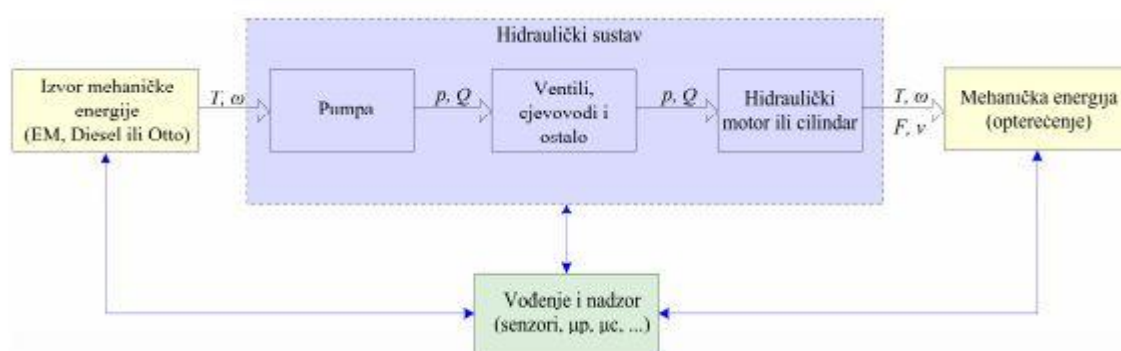 Hidraulički sustav
Izvor mehaničke
energije
(EM, Diesel ili Otto)
T, ω
Pumpa
p, Q
Ventili,
cjevovodi i
ostalo
p, Q
Hidraulički
motor ili cilindar
T, ω
F, v
Mehanička energija
(opterećenje)
Vođenje i nadzor
(senzori, μp, μc, ...)